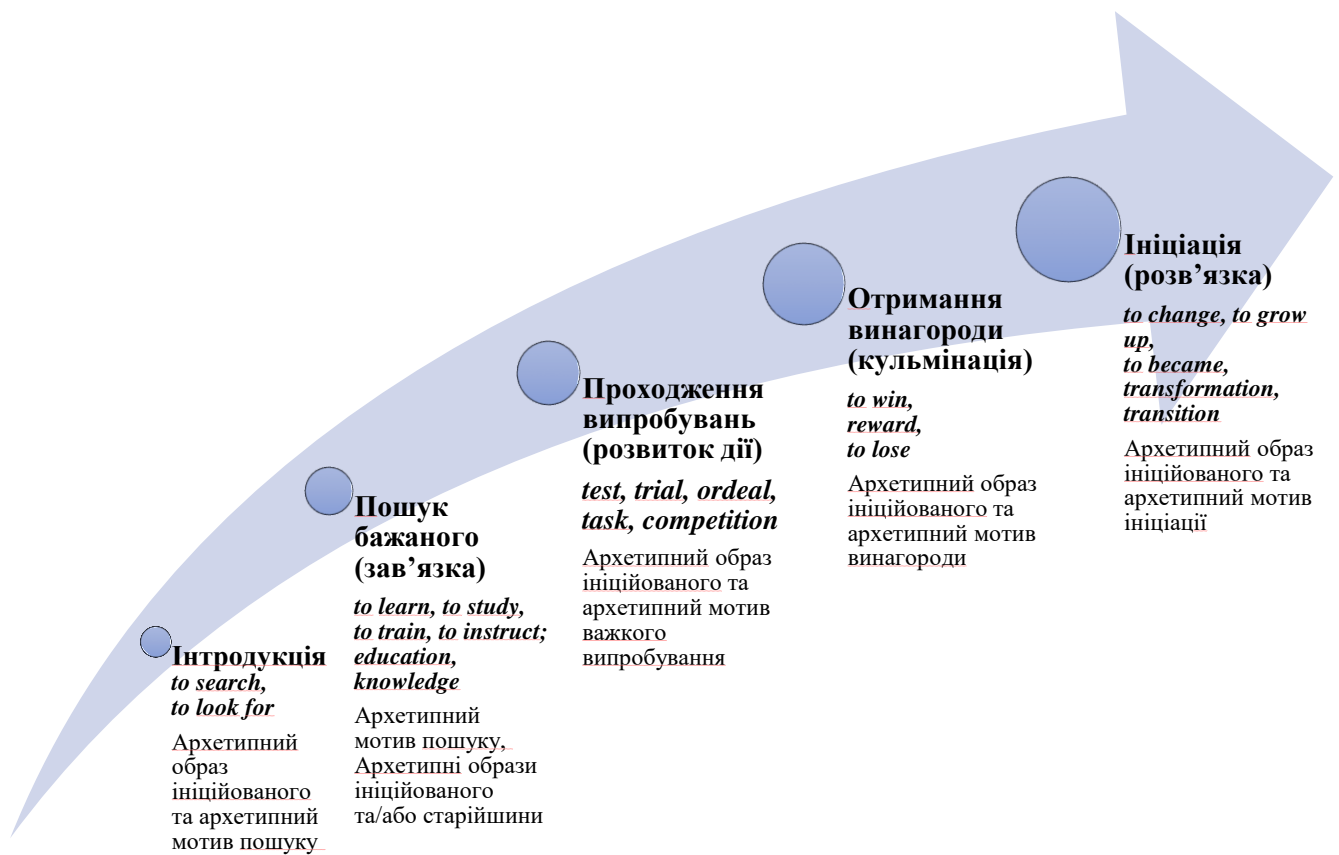 Інтродукція
to search,
to look for
Архетипний
образ
ініційованого
та архетипний
мотив пошуку
Пошук
бажаного
(зав’язка)
to learn, to study,
to train, to instruct;
education,
knowledge
Архетипний
мотив пошуку,
Архетипні образи
ініційованого
та/або старійшини
Проходження
випробувань
(розвиток дії)
test, trial, ordeal,
task, competition
Архетипний образ
ініційованого та
архетипний мотив
важкого
випробування
Отримання
винагороди
(кульмінація)
to win,
reward,
to lose
Архетипний образ
ініційованого та
архетипний мотив
винагороди
Ініціація
(розв’язка)
to change, to grow
up,
to became,
transformation,
transition
Архетипний образ
ініційованого та
архетипний мотив
ініціації